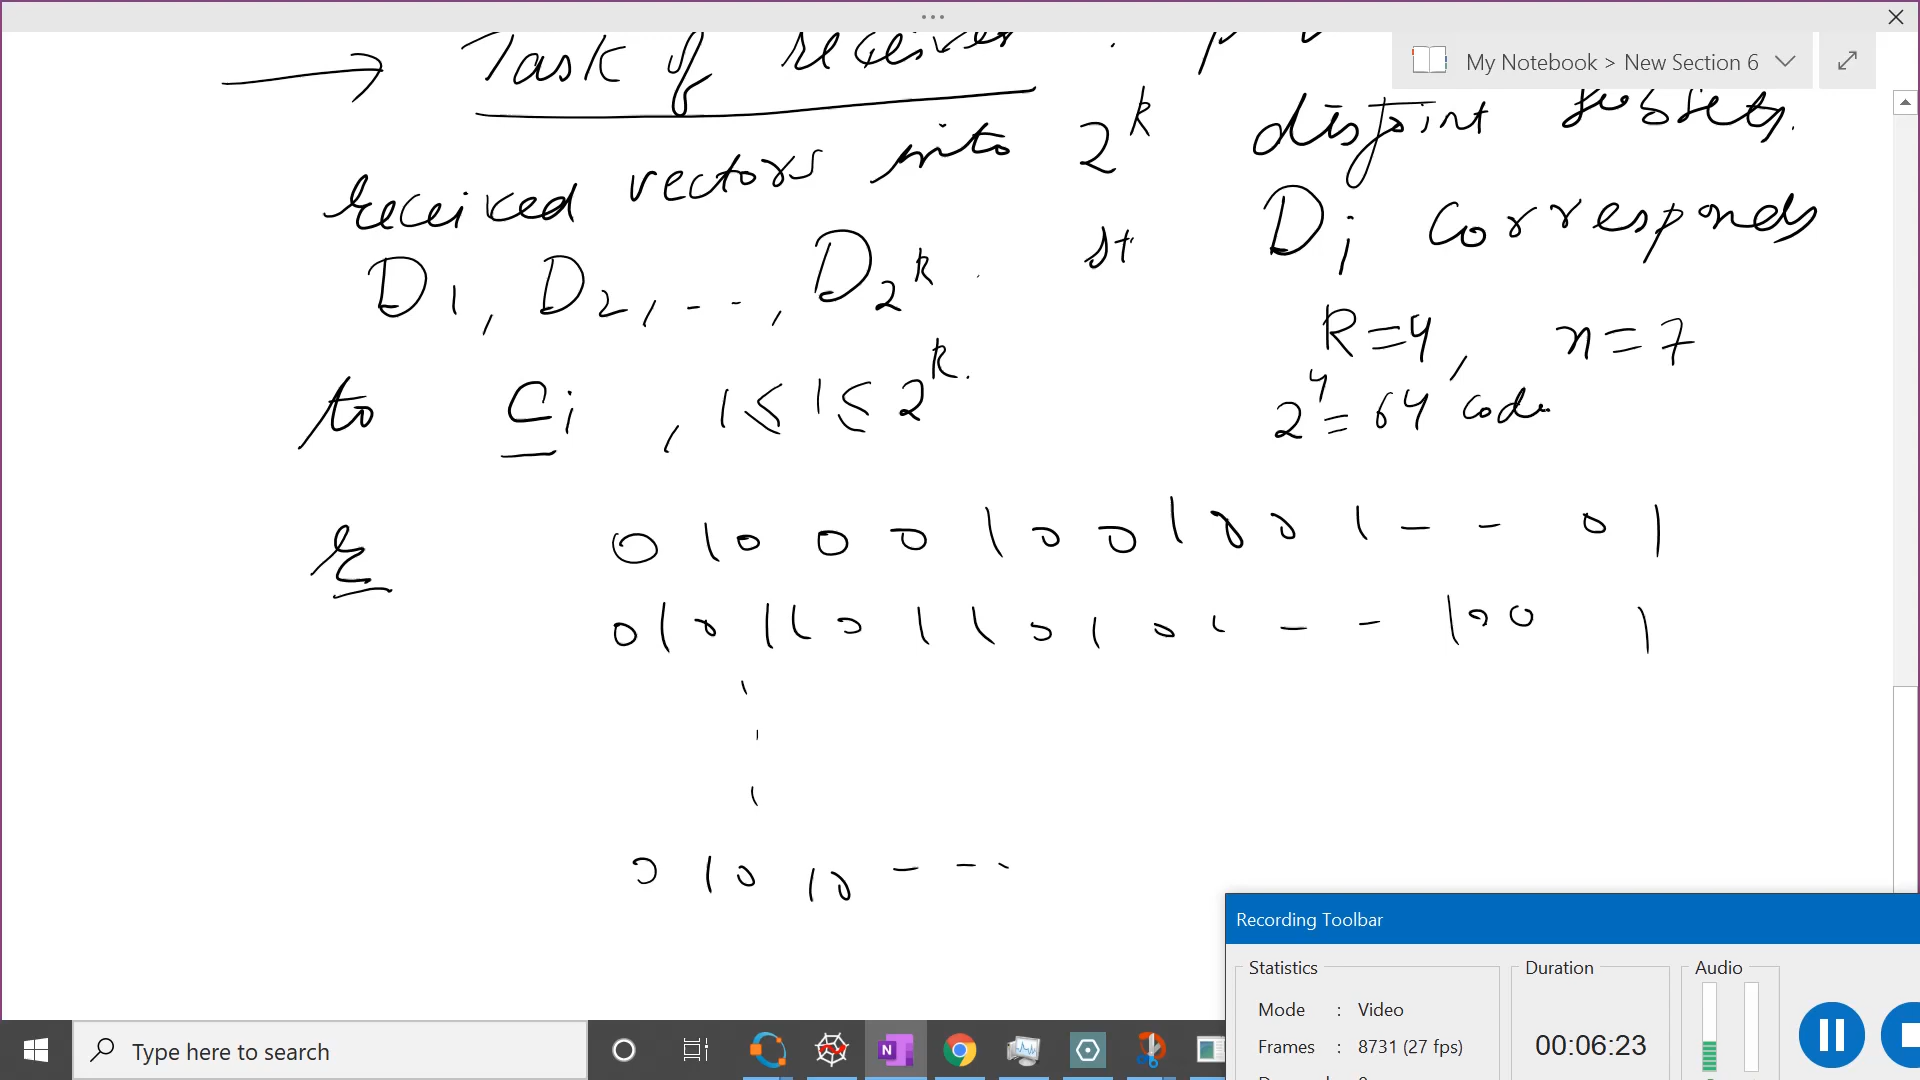 → Task of receiver :
My Notebook > New Section 6
received vectors into 2^k disjoint subsets.
D1, D2, ..., D2^k. st Di corresponds
to Ci, 1 ≤ i ≤ 2^k.
k=4, n=7
2^4 = 64 code
r 0 1 0 0 0 1 0 0 1 0 0 1 - - 0 1
0 1 0 1 1 0 1 1 0 1 0 1 - - 1 0 0 1
0 1 0 1 0 - - -
Recording Toolbar
Statistics
Duration
Audio
Mode : Video
Frames : 8731 (27 fps)
00:06:23
Type here to search